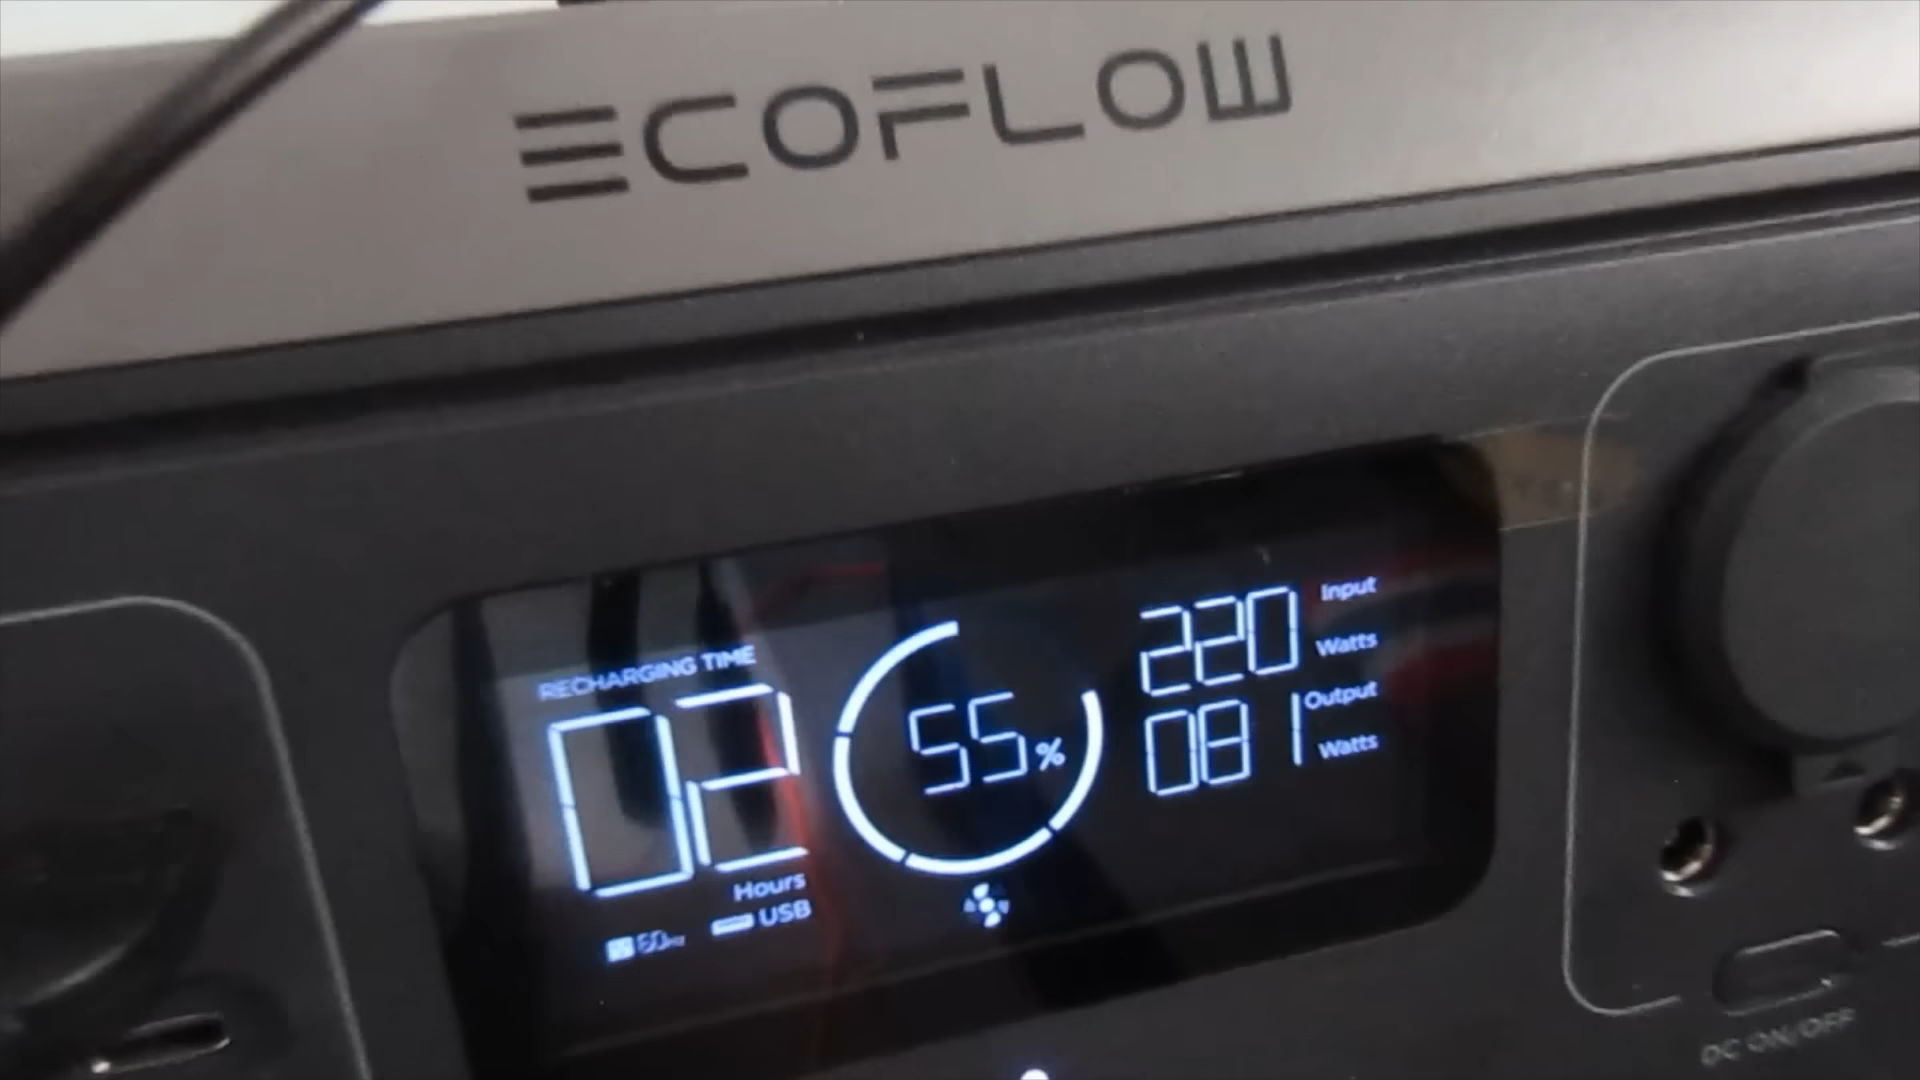 ECOFLOW
RECHARGING TIME
02
Hours
USB
55%
220 Input Watts
081 Output Watts
DC ON/OFF